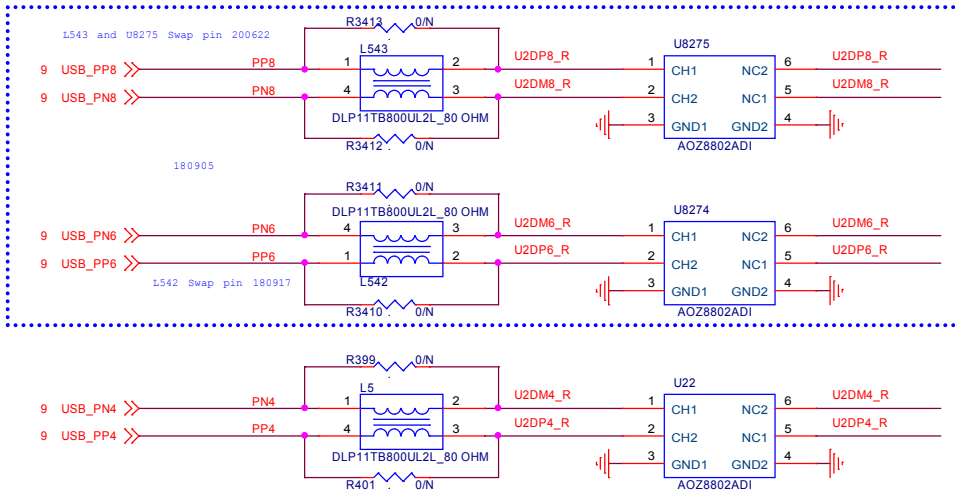 R3413 0/N
L543 and U8275 Swap pin 200622
L543 U8275
9 USB_PP8 PP8 1 2 U2DP8_R 1 CH1 NC2 6 U2DP8_R
9 USB_PN8 PN8 4 3 U2DM8_R 2 CH2 NC1 5 U2DM8_R
DLP11TB800UL2L_80 OHM 3 GND1 GND2 4
R3412 0/N AOZ8802ADI
180905
R3411 0/N
DLP11TB800UL2L_80 OHM U8274
9 USB_PN6 PN6 4 3 U2DM6_R 1 CH1 NC2 6 U2DM6_R
9 USB_PP6 PP6 1 2 U2DP6_R 2 CH2 NC1 5 U2DP6_R
L542 Swap pin 180917 L542 3 GND1 GND2 4
R3410 0/N AOZ8802ADI
R399 0/N
L5 U22
9 USB_PN4 PN4 1 2 U2DM4_R 1 CH1 NC2 6 U2DM4_R
9 USB_PP4 PP4 4 3 U2DP4_R 2 CH2 NC1 5 U2DP4_R
DLP11TB800UL2L_80 OHM 3 GND1 GND2 4
R401 0/N AOZ8802ADI